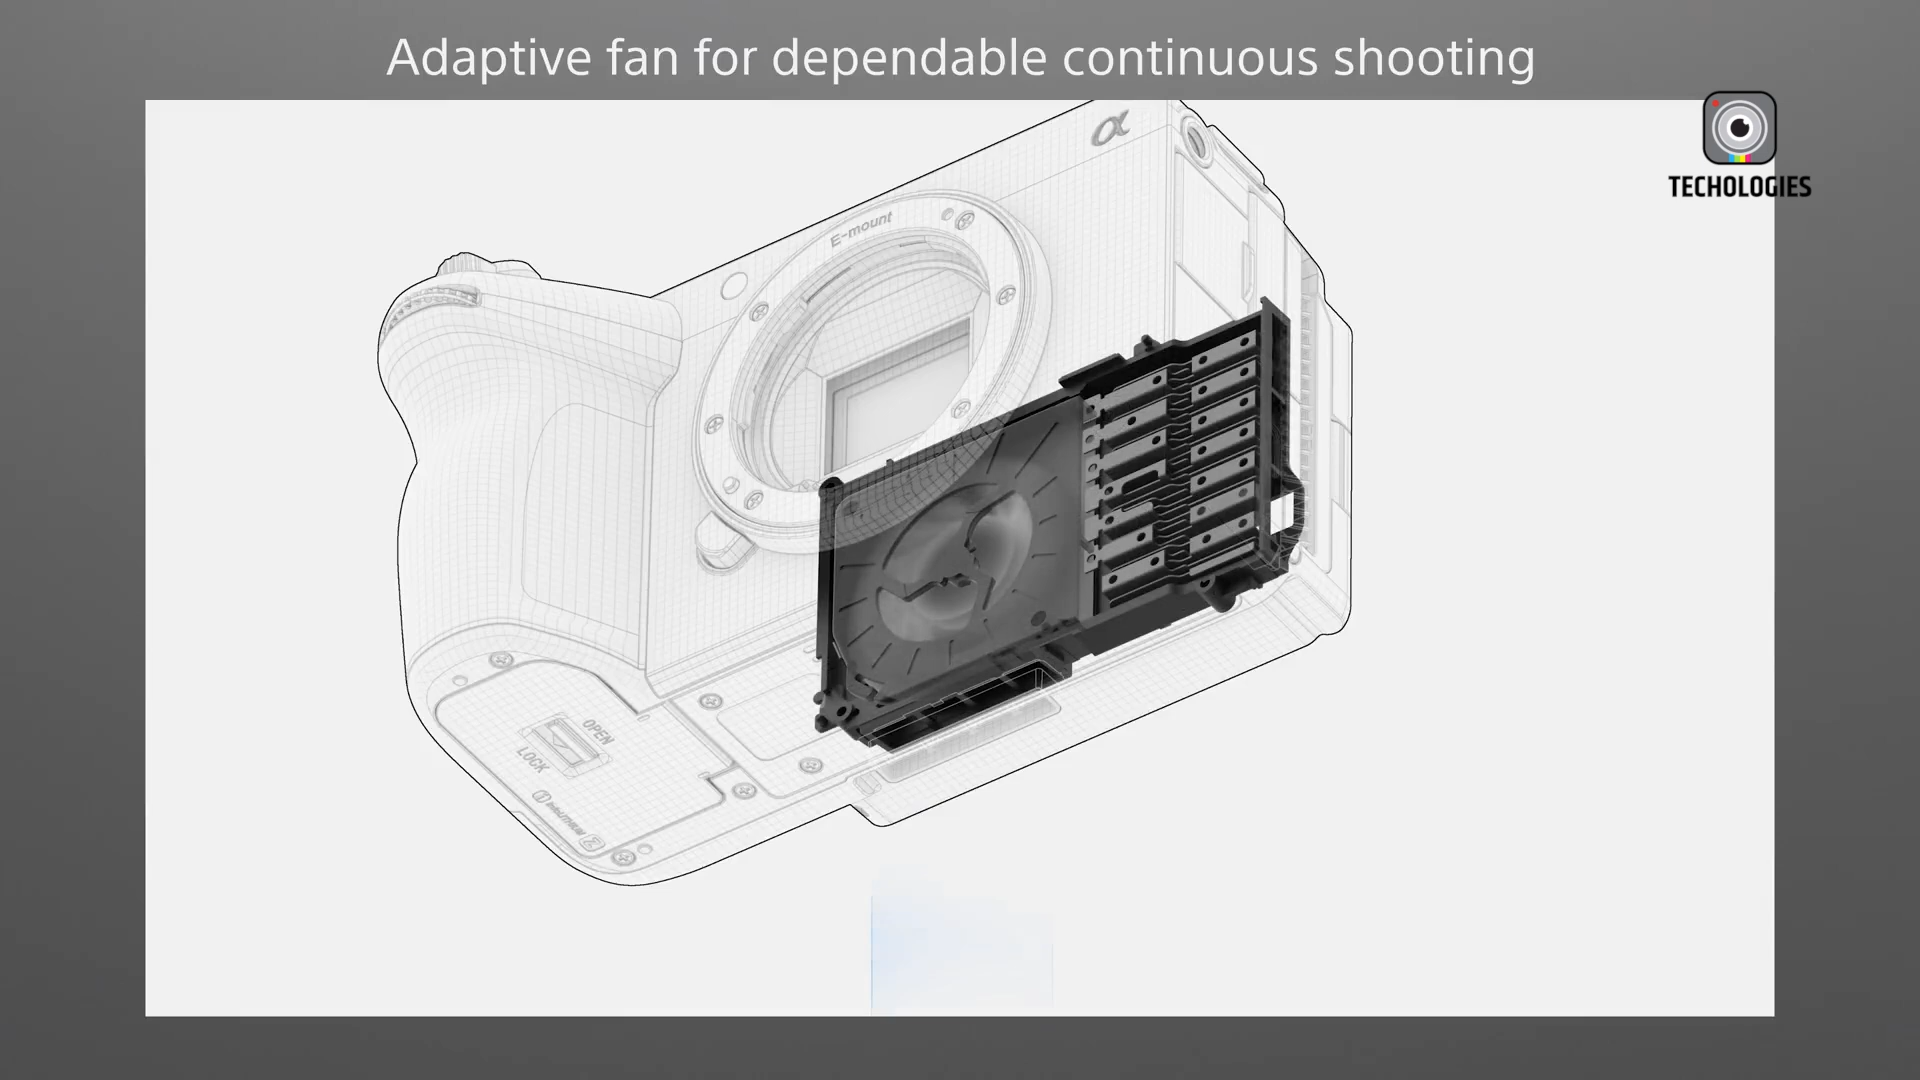 Adaptive fan for dependable continuous shooting
α
E-mount
TECHOLOGIES
OPEN
LOCK